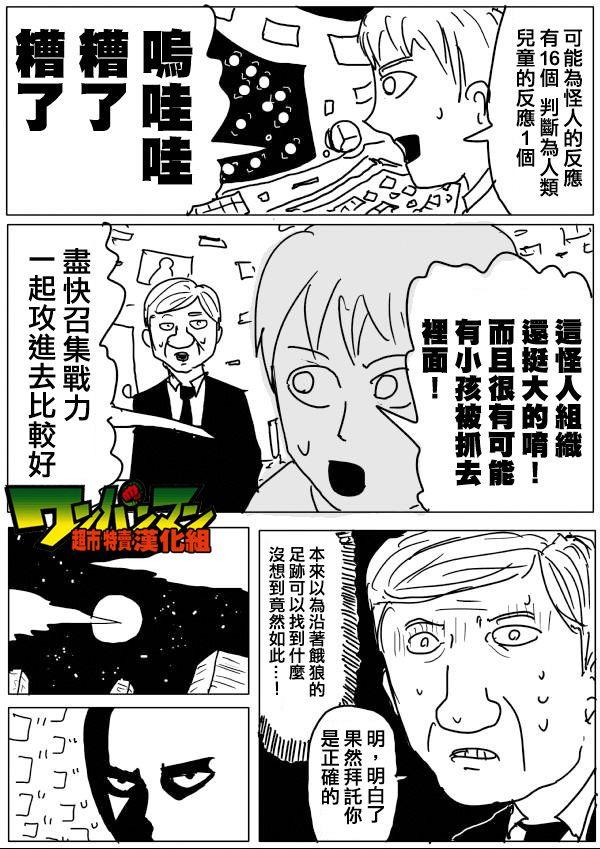 可能為怪人的反應
有16個 判斷為人類
兒童的反應1個
嗚哇哇
糟了
糟了
這怪人組織
還挺大的唷！
而且很有可能
有小孩被抓去
裡面！
盡快召集戰力
一起攻進去比較好
ワンパンマン
超市特賣漢化組
本來以為沿著餓狼的
足跡可以找到什麼
沒想到竟然如此…！
明，明白了
果然拜託你
是正確的